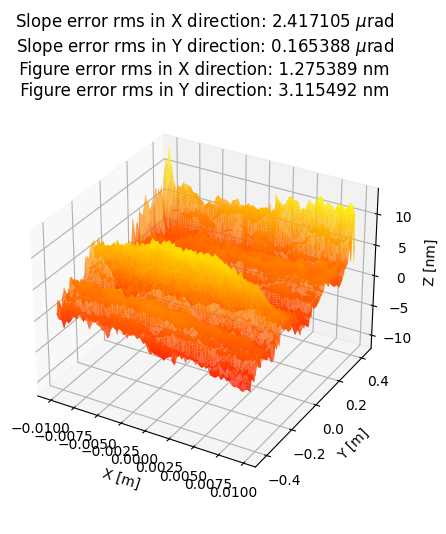 Slope error rms in X direction: 2.417105 μrad
Slope error rms in Y direction: 0.165388 μrad
Figure error rms in X direction: 1.275389 nm
Figure error rms in Y direction: 3.115492 nm
10
5
0
−5
−10
Z [nm]
0.4
0.2
0.0
−0.2
−0.4
Y [m]
−0.0100
−0.0075
−0.0050
−0.0025
0.0000
0.0025
0.0050
0.0075
0.0100
X [m]